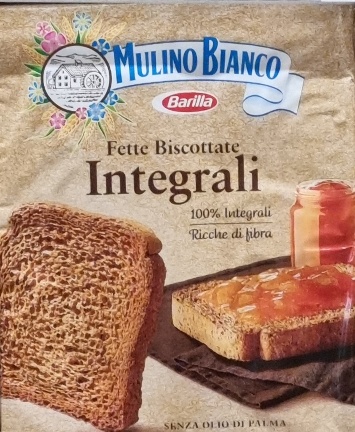 MULINO BIANCO
Barilla
Fette Biscottate
Integrali
100% Integrali
Ricche di fibra
SENZA OLIO DI PALMA